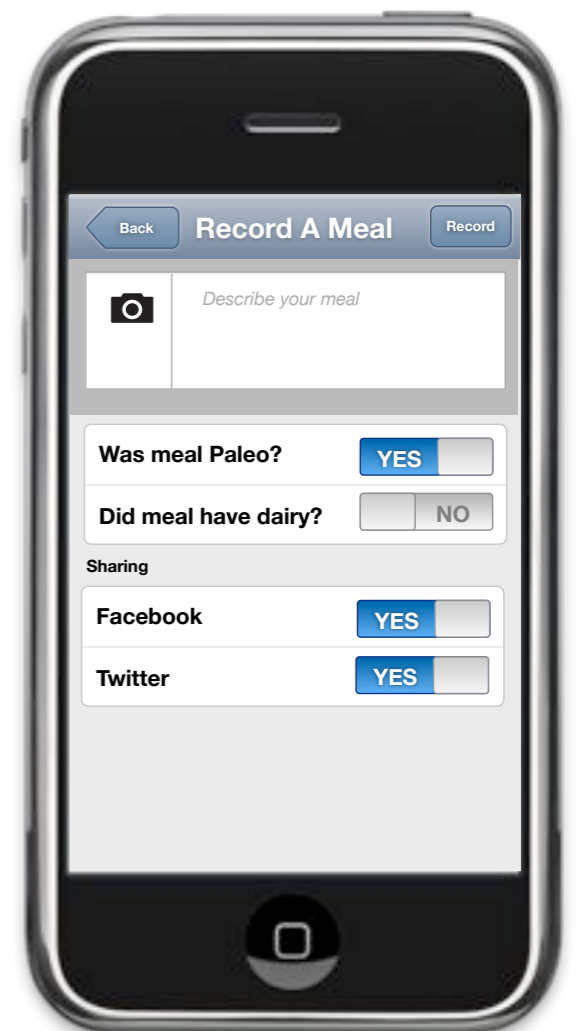 Back Record A Meal Record
Describe your meal
Was meal Paleo? YES
Did meal have dairy? NO
Sharing
Facebook YES
Twitter YES